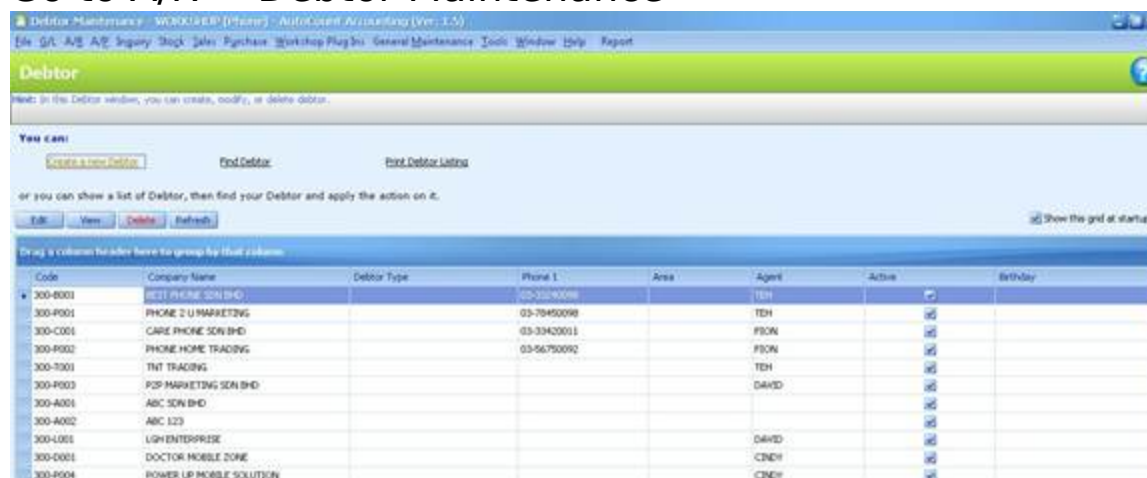 Debtor Maintenance - WORKSHOP (Phone) - AutoCount Accounting (Ver: 1.5)
File G/L A/R A/P Inquiry Stock Sales Purchase Workshop Plug Ins General Maintenance Tools Window Help Report
Debtor
Hint: In this Debtor window, you can create, modify, or delete debtor.
You can:
Create a new Debtor Find Debtor Print Debtor Listing
or you can show a list of Debtor, then find your Debtor and apply the action on it.
Edit View Delete Refresh Show this grid at startup
Drag a column header here to group by that column
Code Company Name Debtor Type Phone 1 Area Agent Active Birthday
300-B001 BEST PHONE SDN BHD TEH
300-P001 PHONE 2 U MARKETING 03-78450098 TEH
300-C001 CARE PHONE SDN BHD 03-33420011 FION
300-P002 PHONE HOME TRADING 03-56750092 FION
300-T001 TNT TRADING TEH
300-P003 P2P MARKETING SDN BHD DAVID
300-A001 ABC SDN BHD
300-A002 ABC 123
300-L001 LGH ENTERPRISE DAVID
300-D001 DOCTOR MOBILE ZONE CINDY
300-P004 POWER UP MOBILE SOLUTION CINDY